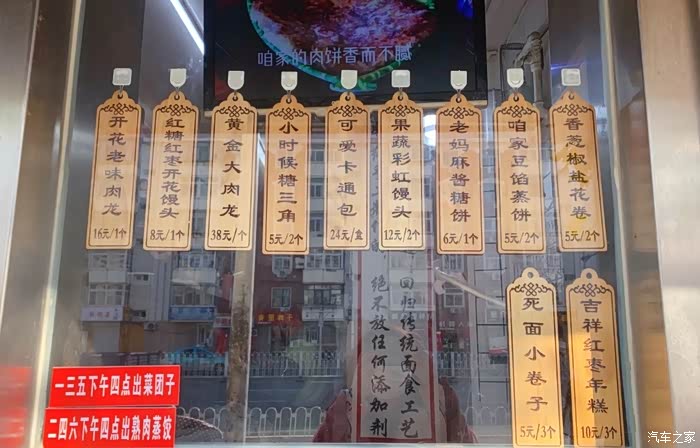 咱家的肉饼香而不腻
开花老味肉龙
16元/1个
红糖红枣开花馒头
8元/1个
黄金大肉龙
38元/个
小时候糖三角
5元/2个
可爱卡通包
24元/盒
果蔬彩虹馒头
12元/2个
老妈麻酱糖饼
6元/1个
咱家豆馅蒸饼
5元/2个
香葱椒盐花卷
5元/2个
死面小卷子
5元/3个
吉祥红枣年糕
10元/3个
回归传统面食工艺
绝不放任何添加剂
一三五下午四点出菜团子
二四六下午四点出熟肉蒸饺
汽车之家